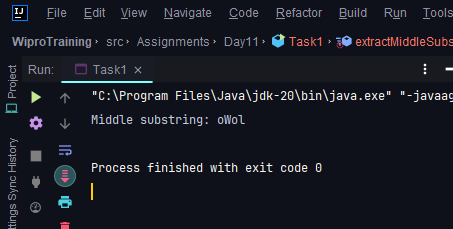 IJ File Edit View Navigate Code Refactor Build Run Tools
WiproTraining src Assignments Day11 Task1 extractMiddleSubs
Project
Run: Task1
"C:\Program Files\Java\jdk-20\bin\java.exe" "-javaag
Middle substring: oWol
Process finished with exit code 0
ttings Sync History